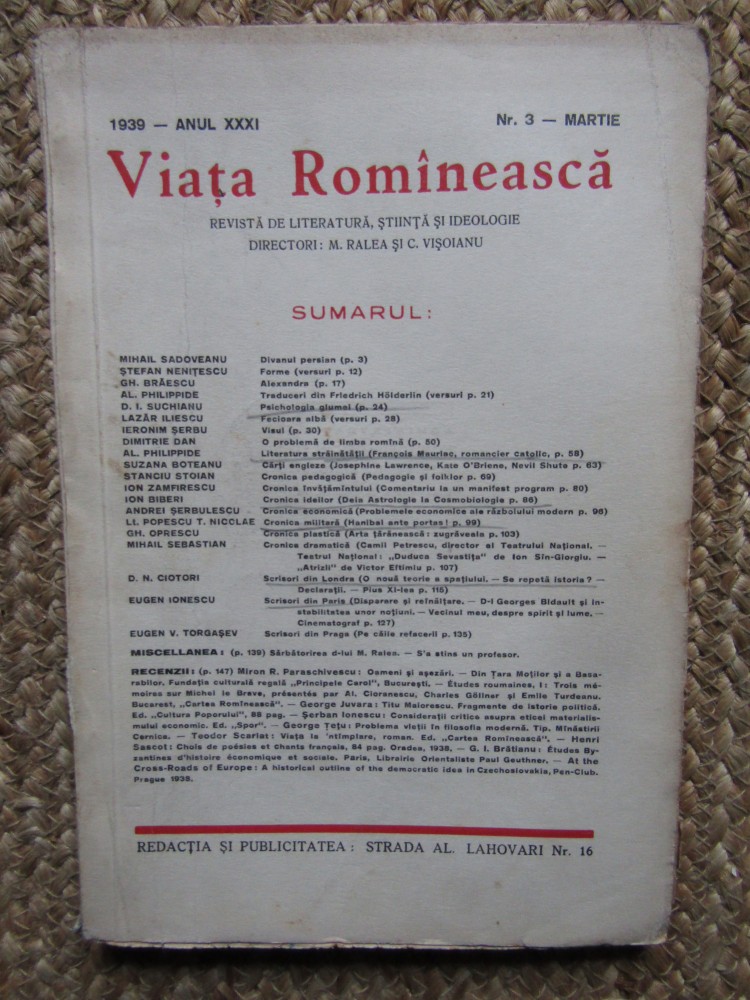 1939 — ANUL XXXI Nr. 3 — MARTIE
Viața Romînească
REVISTĂ DE LITERATURĂ, ȘTIINȚĂ ȘI IDEOLOGIE
DIRECTORI: M. RALEA ȘI C. VIȘOIANU
SUMARUL:
MIHAIL SADOVEANU Divanul persian (p. 3)
ȘTEFAN NENIȚESCU Forme (versuri p. 12)
GH. BRĂESCU Alexandra (p. 17)
AL. PHILIPPIDE Traduceri din Friedrich Hölderlin (versuri p. 21)
D. I. SUCHIANU Psichologia glumei (p. 24)
LAZĂR ILIESCU Fecioara albă (versuri p. 28)
IERONIM ȘERBU Visul (p. 30)
DIMITRIE DAN O problemă de limba romînă (p. 50)
AL. PHILIPPIDE Literatura străinătății (François Mauriac, romancier catolic, p. 58)
SUZANA BOTEANU Cărți engleze (Josephine Lawrence, Kate O'Briene, Nevil Shute p. 63)
STANCIU STOIAN Cronica pedagogică (Pedagogie și folklor p. 69)
ION ZAMFIRESCU Cronica învățămîntului (Comentariu la un manifest program p. 80)
ION BIBERI Cronica ideilor (Dela Astrologie la Cosmobiologie p. 86)
ANDREI ȘERBULESCU Cronica economică (Problemele economice ale războiului modern p. 96)
Lt. POPESCU T. NICOLAE Cronica militară (Hanibal ante portas! p. 99)
GH. OPRESCU Cronica plastică (Arta țărănească: zugrăveala p. 103)
MIHAIL SEBASTIAN Cronica dramatică (Camil Petrescu, director al Teatrului Național. —
Teatrul Național: „Duduca Sevastița" de Ion Sîn-Giorgiu. —
„Atrizii" de Victor Eftimiu p. 107)
D. N. CIOTORI Scrisori din Londra (O nouă teorie a spațiului. — Se repetă istoria? —
Declarații. — Pius XI-lea p. 115)
EUGEN IONESCU Scrisori din Paris (Disparare și reînălțare. — D-l Georges Bidault și in-
stabilitatea unor noțiuni. — Vecinul meu, despre spirit și lume. —
Cinematograf p. 127)
EUGEN V. TORGAȘEV Scrisori din Praga (Pe căile refacerii p. 135)
MISCELLANEA: (p. 139) Sărbătorirea d-lui M. Ralea. — S'a stins un profesor.
RECENZII: (p. 147) Miron R. Paraschivescu: Oameni și așezări. — Din Țara Moților și a Basa-
rabilor. Fundația culturală regală „Principele Carol", București. — Études roumaines, I: Trois mé-
moires sur Michel le Brave, présentés par Al. Cioranescu, Charles Göllner și Emile Turdeanu.
Bucarest, „Cartea Romînească". — George Juvara: Titu Maiorescu. Fragmente de istorie politică.
Ed. „Cultura Poporului", 88 pag. — Șerban Ionescu: Considerații critice asupra eticei materialis-
mului economic. Ed. „Spor". — George Țețu: Problema vieții în filosofia modernă. Tip. Mînăstirii
Cernica. — Teodor Scarlat: Viața la 'ntîmplare, roman. Ed. „Cartea Romînească". — Henri
Sascot: Choix de poésies et chants français, 84 pag. Oradea, 1938. — G. I. Brătianu: Études By-
zantines d'histoire économique et sociale. Paris, Librairie Orientaliste Paul Geuthner. — At the
Cross-Roads of Europe: A historical outline of the democratic idea in Czechoslovakia, Pen-Club.
Prague 1938.
REDACȚIA ȘI PUBLICITATEA: STRADA AL. LAHOVARI Nr. 16